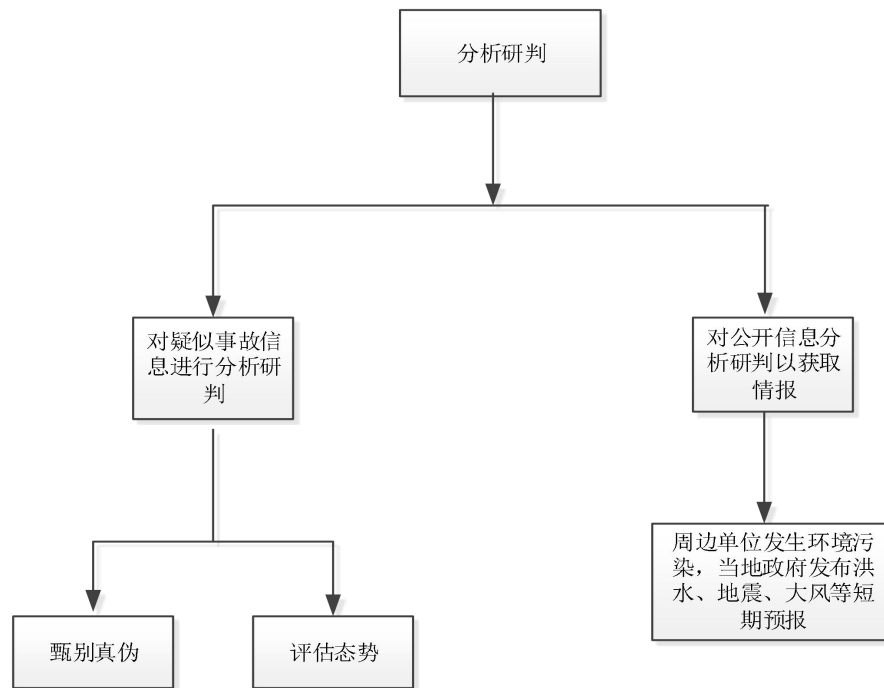 分析研判
对疑似事故信
息进行分析研
判
对公开信息分
析研判以获取
情报
周边单位发生环境污
染，当地政府发布洪
水、地震、大风等短
期预报
甄别真伪
评估态势